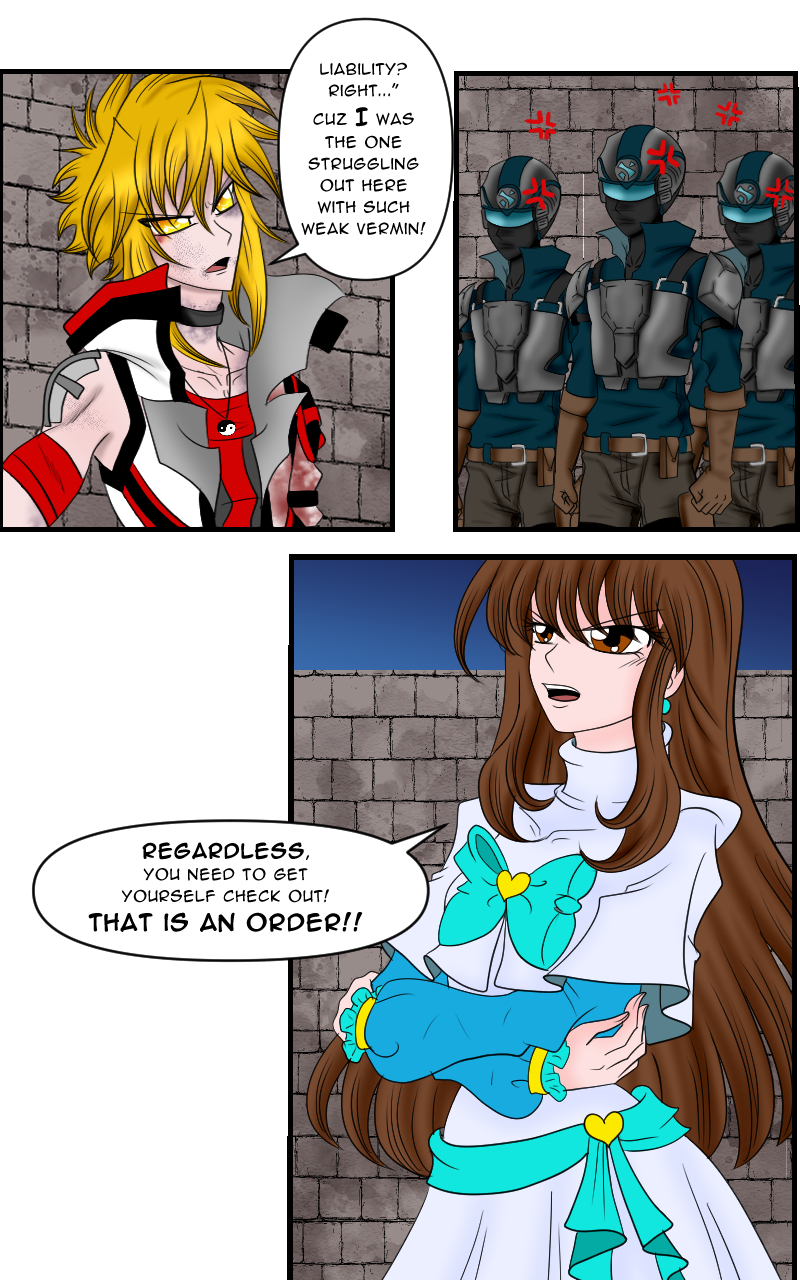 LIABILITY?
RIGHT..."
CUZ I WAS
THE ONE
STRUGGLING
OUT HERE
WITH SUCH
WEAK VERMIN!
REGARDLESS,
YOU NEED TO GET
YOURSELF CHECK OUT!
THAT IS AN ORDER!!